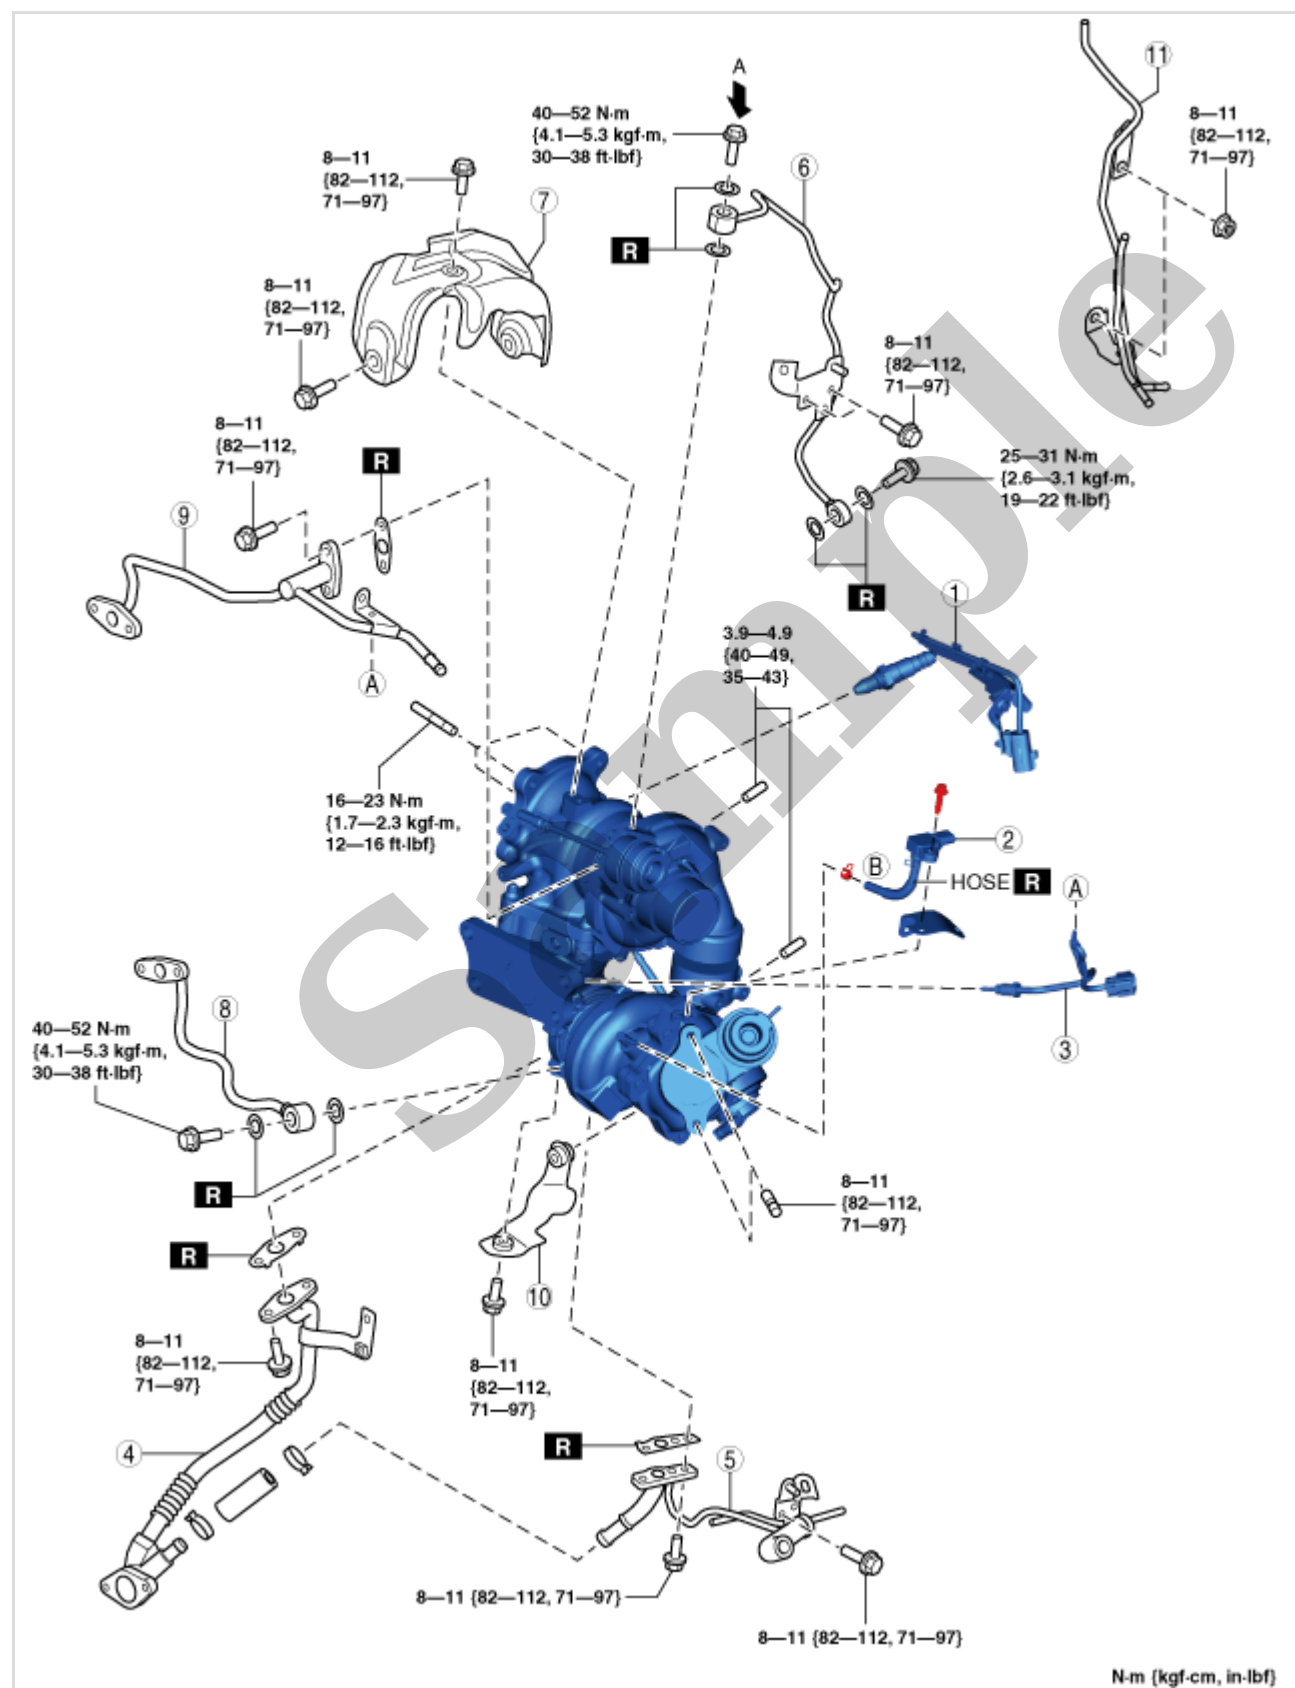 A
11
40—52 N·m
{4.1—5.3 kgf·m,
30—38 ft·lbf}
8—11
{82—112,
71—97}
8—11
{82—112,
71—97}
6
7
R
8—11
{82—112,
71—97}
8—11
{82—112,
71—97}
8—11
{82—112,
71—97}
R
25—31 N·m
{2.6—3.1 kgf·m,
19—22 ft·lbf}
9
R
1
3.9—4.9
{40—49,
35—43}
A
16—23 N·m
{1.7—2.3 kgf·m,
12—16 ft·lbf}
2
B
HOSE R
A
8
40—52 N·m
{4.1—5.3 kgf·m,
30—38 ft·lbf}
3
R
8—11
{82—112,
71—97}
R
10
8—11
{82—112,
71—97}
8—11
{82—112,
71—97}
4
R
5
8—11 {82—112, 71—97}
8—11 {82—112, 71—97}
N·m {kgf·cm, in·lbf}
Sample